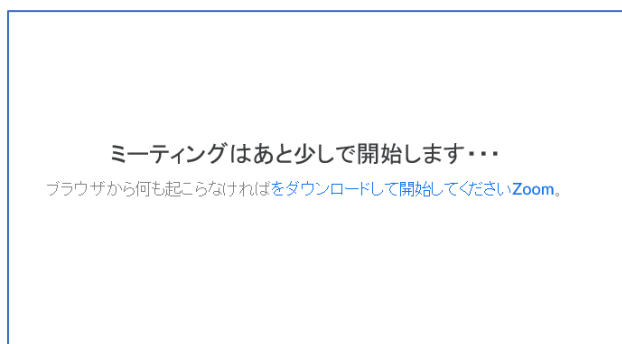 ミーティングはあと少しで開始します・・・
ブラウザから何も起こらなければをダウンロードして開始してくださいZoom。